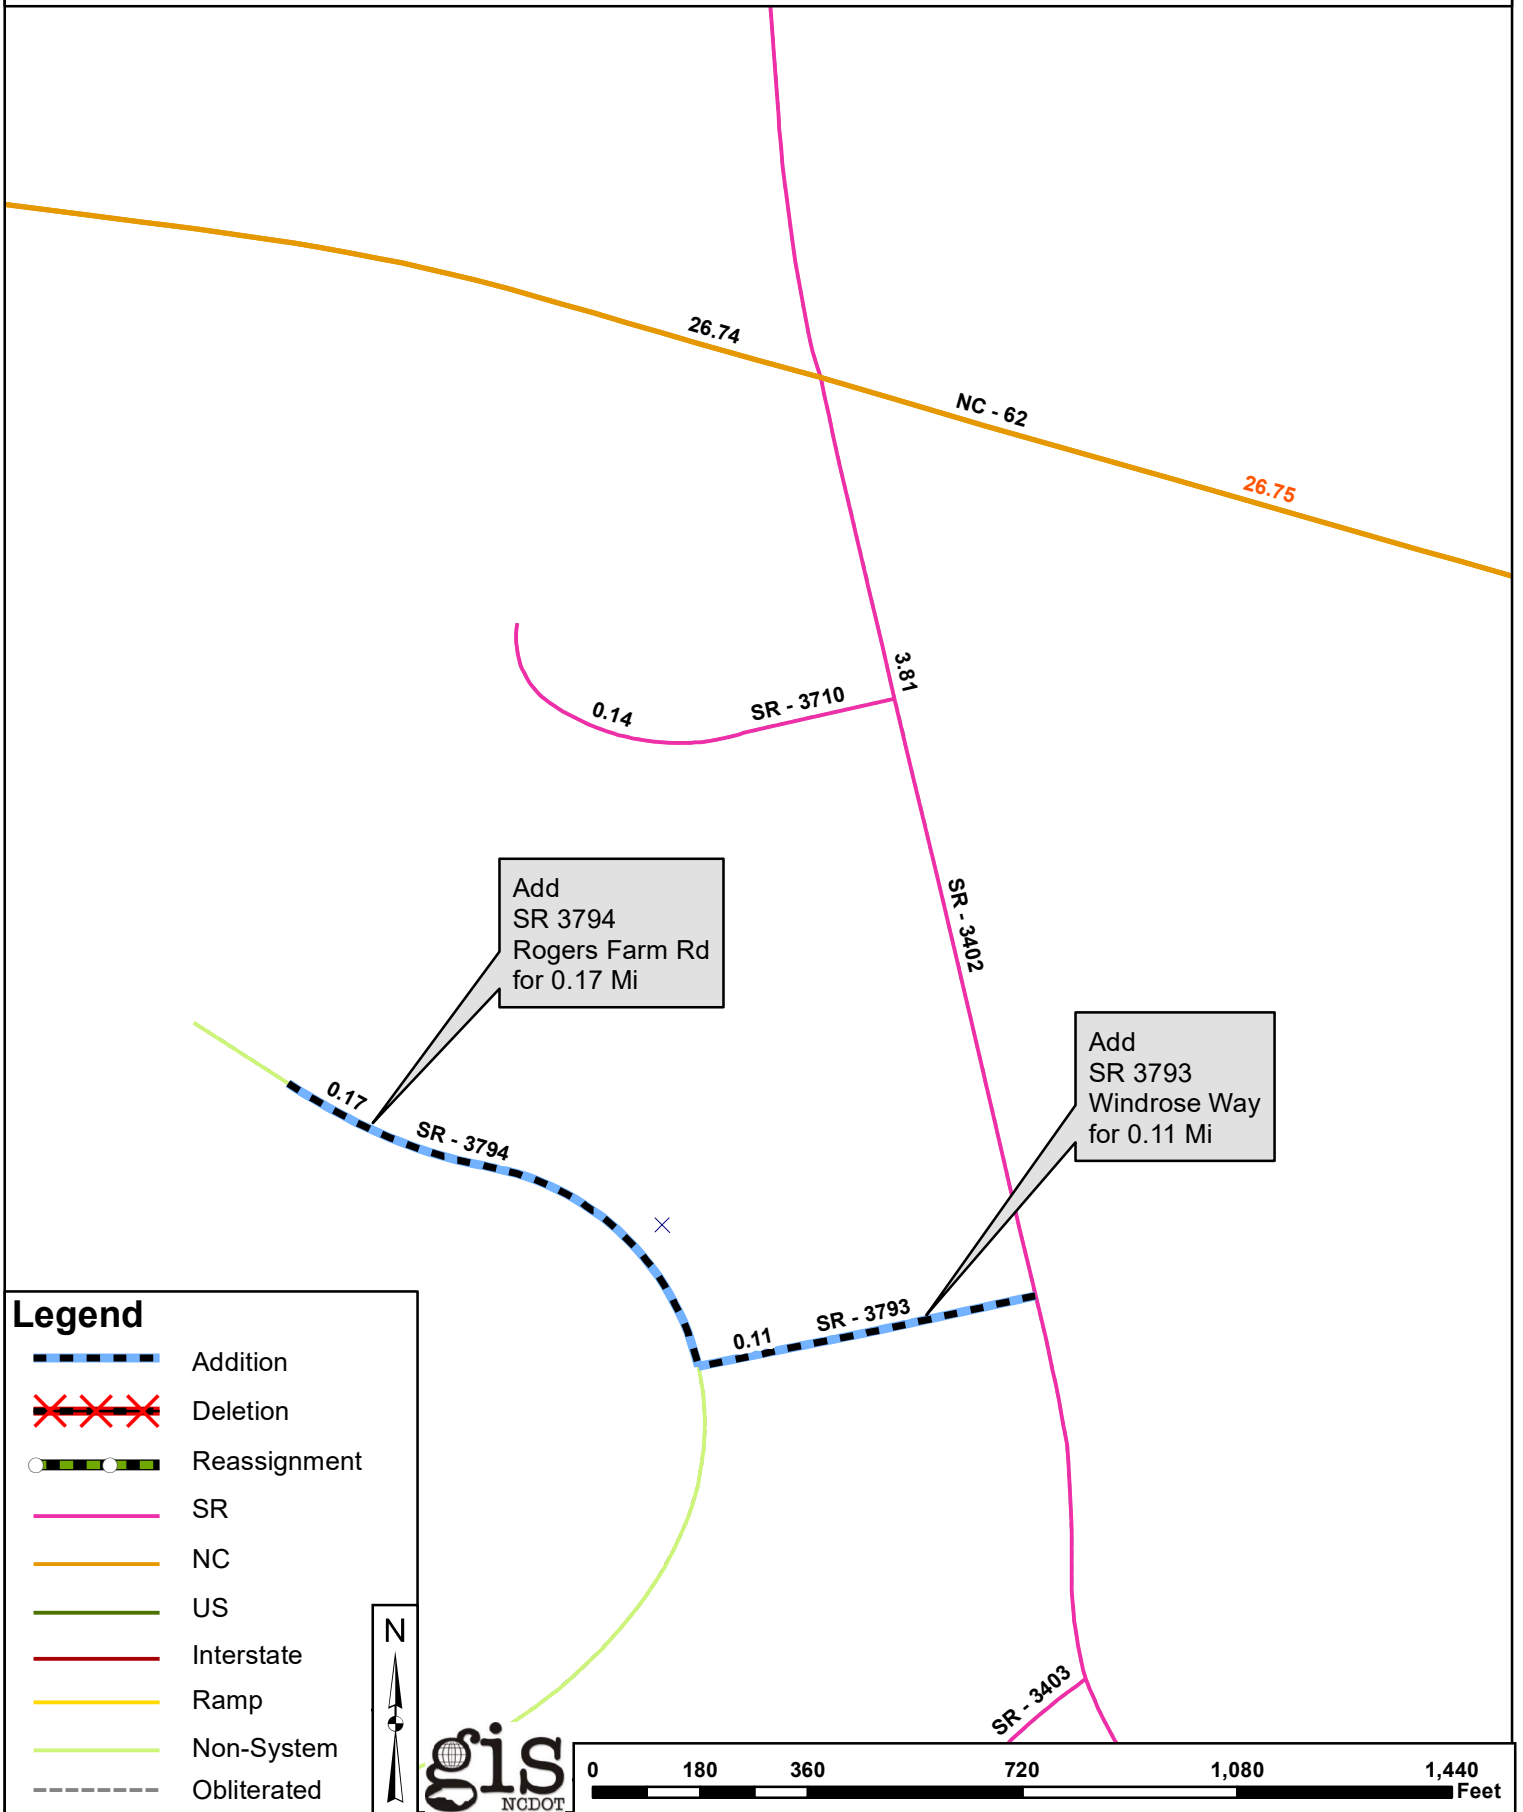 26.74
NC - 62
26.75
3.81
SR - 3710
0.14
SR - 3402
Add
SR 3794
Rogers Farm Rd
for 0.17 Mi
Add
SR 3793
Windrose Way
for 0.11 Mi
0.17
SR - 3794
SR - 3793
0.11
SR - 3403
Legend
Addition
Deletion
Reassignment
SR
NC
US
Interstate
Ramp
Non-System
Obliterated
N
gis
NCDOT
0 180 360 720 1,080 1,440
Feet